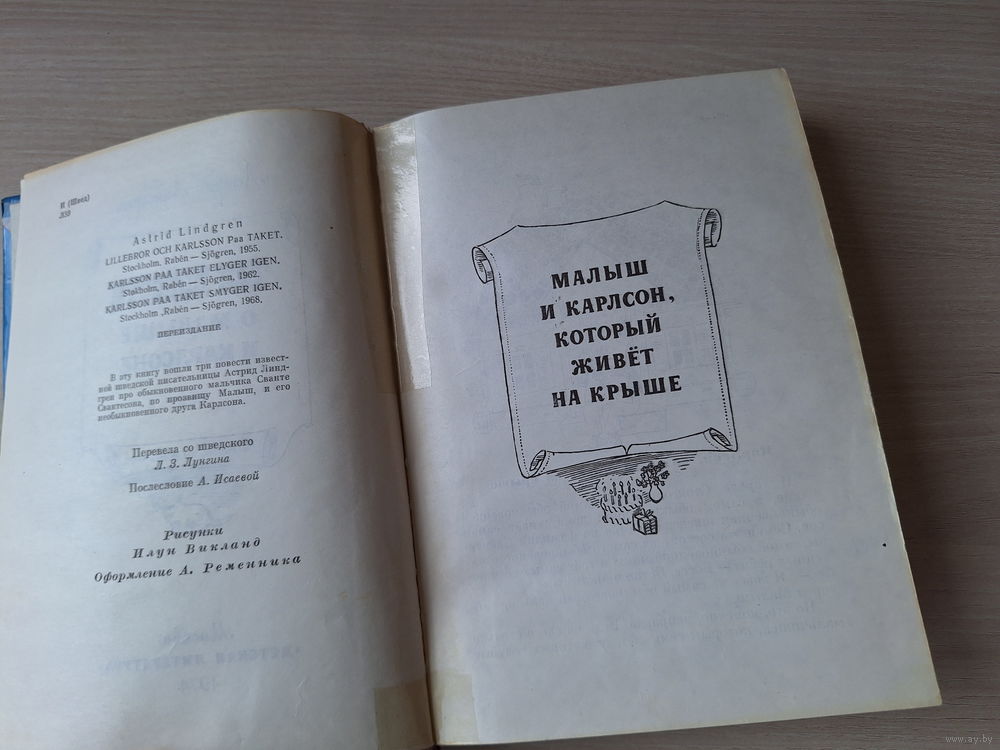 И (Швед)
Л59
Astrid Lindgren
LILLEBROR OCH KARLSSON Paa TAKET.
Stockholm, Rabén — Sjögren, 1955.
KARLSSON PAA TAKET ELYGER IGEN.
Stokholm, Rabén — Sjögren, 1962.
KARLSSON PAA TAKET SMYGER IGEN.
Stockholm ,Rabén — Sjögren, 1968.
ПЕРЕИЗДАНИЕ
В эту книгу вошли три повести извест-
ной шведской писательницы Астрид Линд-
грен про обыкновенного мальчика Сванте
Свантесона, по прозвищу Малыш, и его
необыкновенного друга Карлсона.
Перевела со шведского
Л. З. Лунгина
Послесловие А. Исаевой
Рисунки
Илун Викланд
Оформление А. Ременника
МАЛЫШ
И КАРЛСОН,
КОТОРЫЙ
ЖИВЁТ
НА КРЫШЕ
www.ay.by